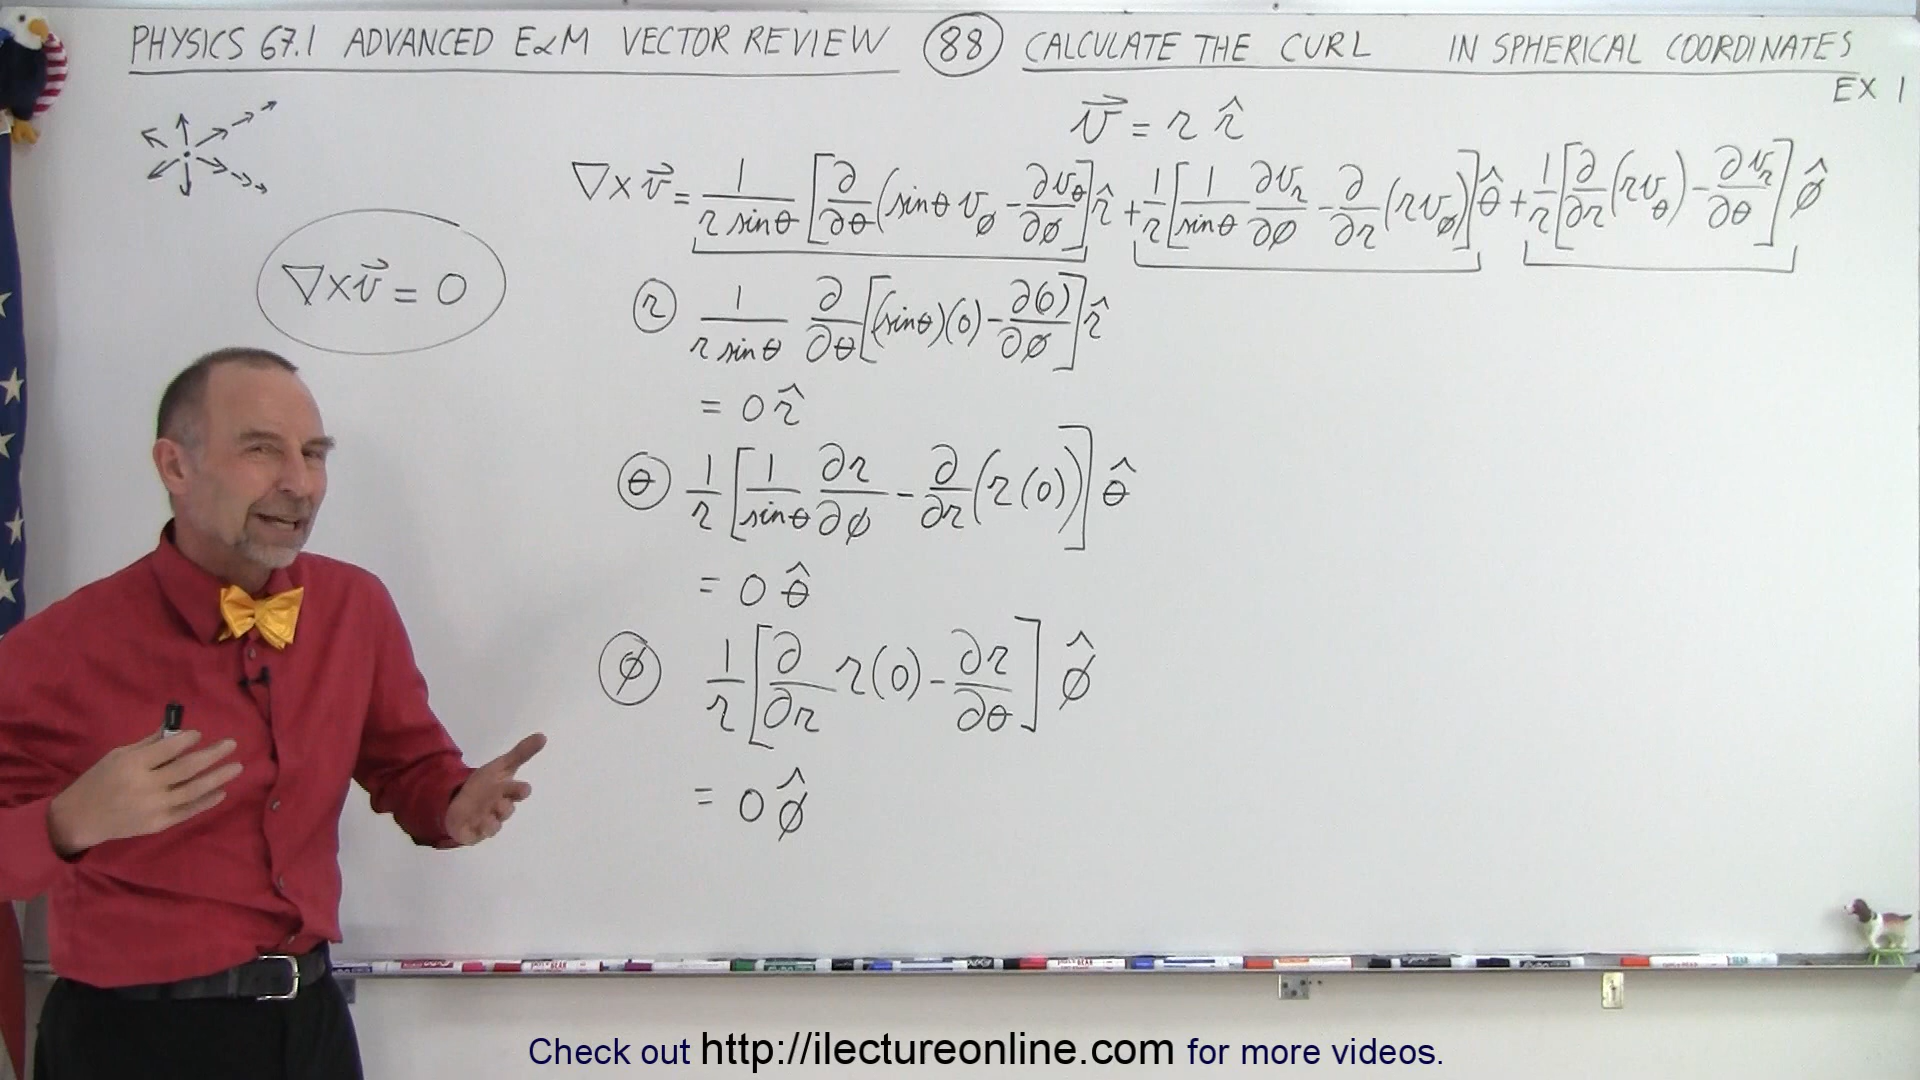 PHYSICS 67.1 ADVANCED E&M VECTOR REVIEW (88) CALCULATE THE CURL IN SPHERICAL COORDINATES
EX 1
v⃗ = r r̂
∇×v⃗ = 1/(r sinθ) [∂/∂θ (sinθ v_ϕ - ∂v_θ/∂ϕ] r̂ + 1/r [1/sinθ ∂v_r/∂ϕ - ∂/∂r (rv_ϕ)] θ̂ + 1/r [∂/∂r (rv_θ) - ∂v_r/∂θ] ϕ̂
∇×v⃗ = 0
(r) 1/(r sinθ) ∂/∂θ [(sinθ)(0) - ∂(0)/∂ϕ] r̂
= 0 r̂
(θ) 1/r [1/sinθ ∂r/∂ϕ - ∂/∂r (r(0))] θ̂
= 0 θ̂
(ϕ) 1/r [∂/∂r r(0) - ∂r/∂θ] ϕ̂
= 0 ϕ̂
Check out http://ilectureonline.com for more videos.